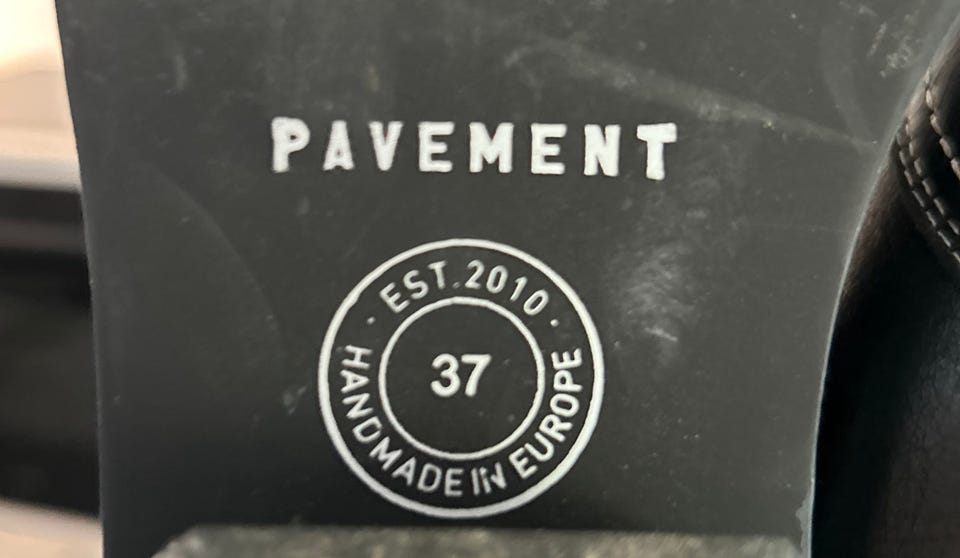 PAVEMENT
· EST. 2010 ·
37
HANDMADE IN EUROPE